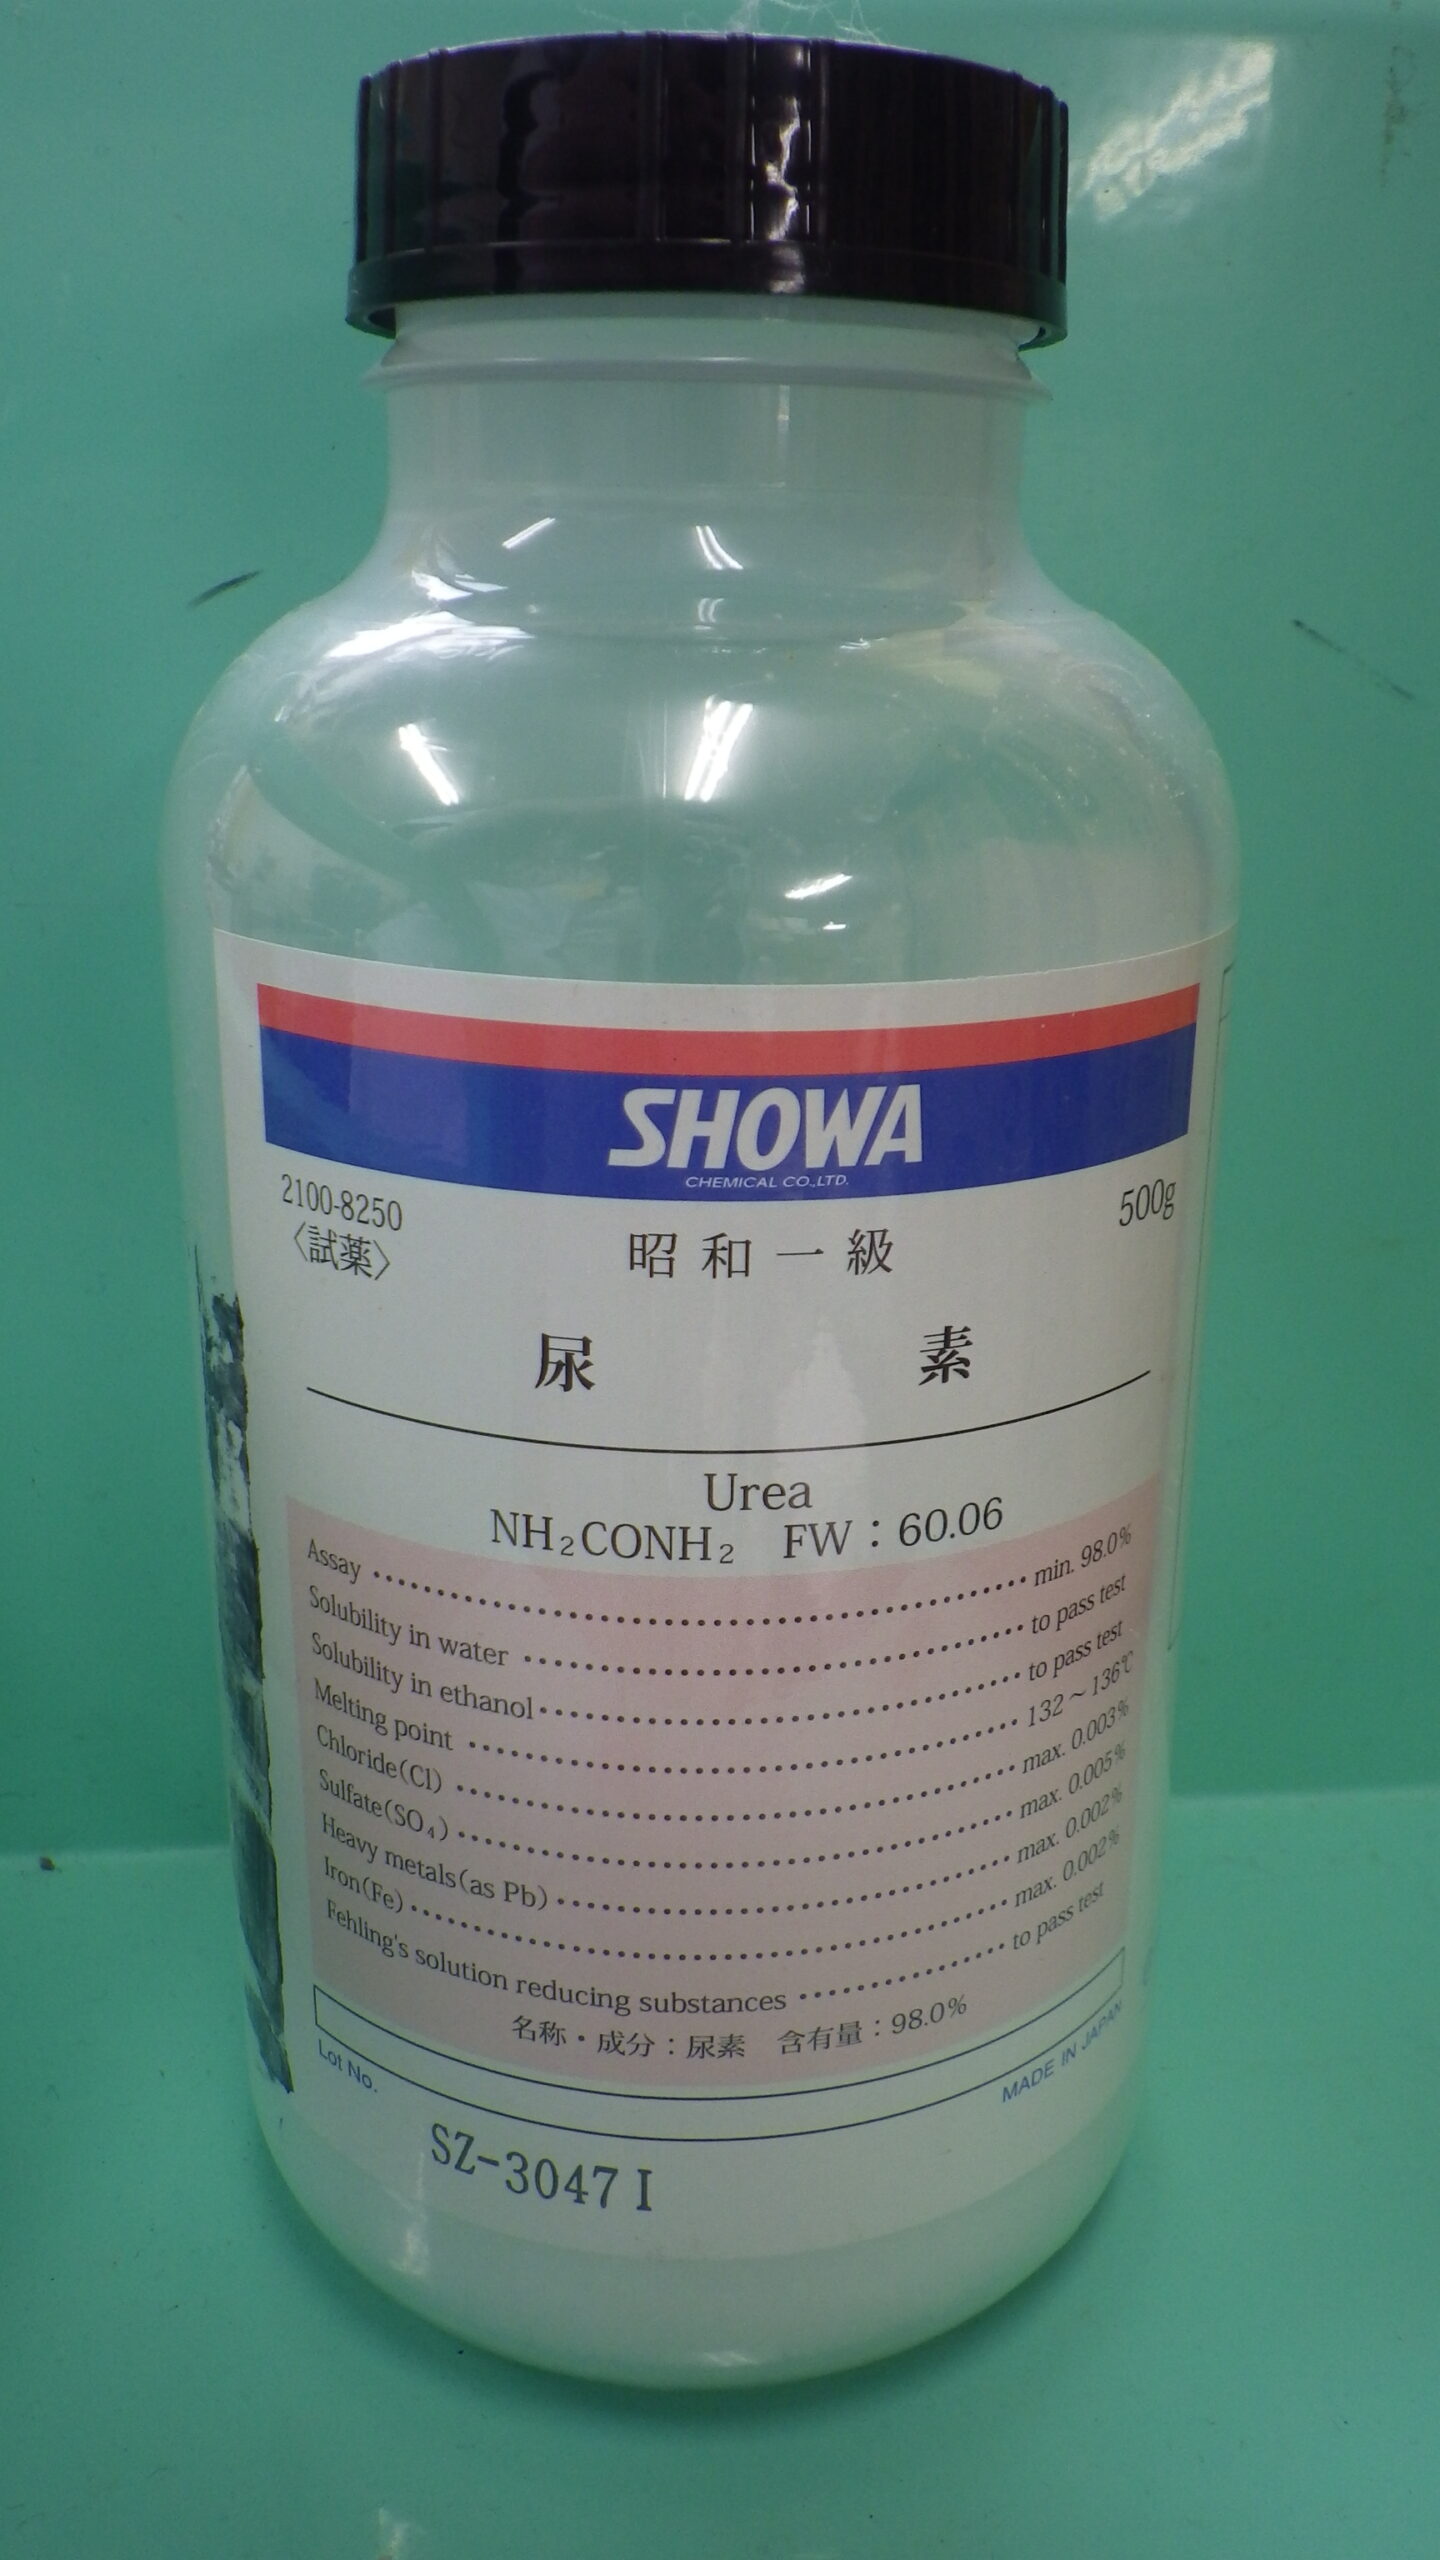 SHOWA
CHEMICAL CO.,LTD.
2100-8250
〈試薬〉
500g
昭和一級
尿素
Urea
NH₂CONH₂ FW：60.06
Assay min. 98.0%
Solubility in water to pass test
Solubility in ethanol to pass test
Melting point 132～136℃
Chloride(Cl) max. 0.003%
Sulfate(SO₄) max. 0.005%
Heavy metals(as Pb) max. 0.002%
Iron(Fe) max. 0.002%
Fehling's solution reducing substances to pass test
名称・成分：尿素 含有量：98.0%
Lot No.
MADE IN JAPAN
SZ-3047 I